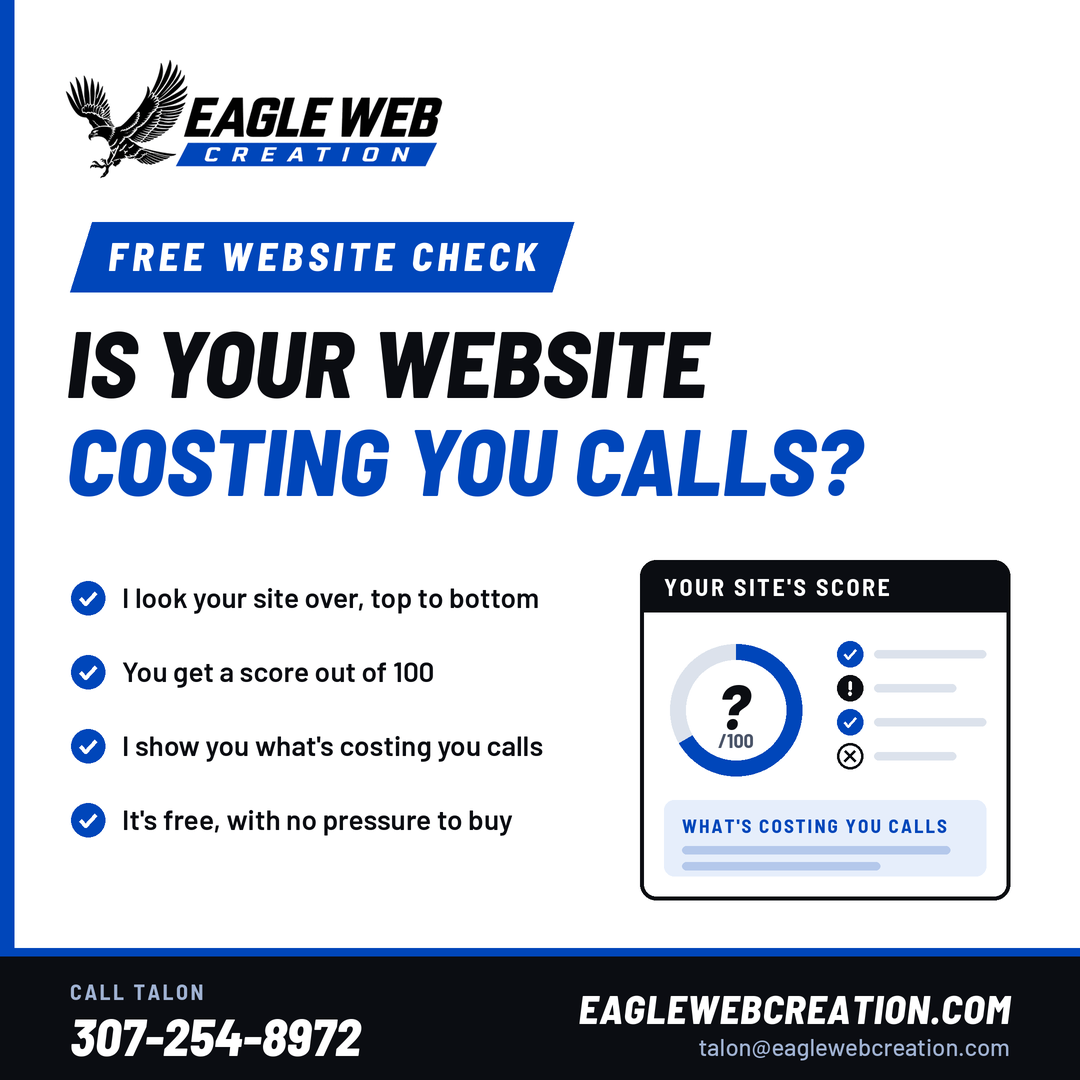 EAGLE WEB
CREATION
FREE WEBSITE CHECK
IS YOUR WEBSITE
COSTING YOU CALLS?
I look your site over, top to bottom
You get a score out of 100
I show you what's costing you calls
It's free, with no pressure to buy
YOUR SITE'S SCORE
?
/100
WHAT'S COSTING YOU CALLS
CALL TALON
307-254-8972
EAGLEWEBCREATION.COM
talon@eaglewebcreation.com